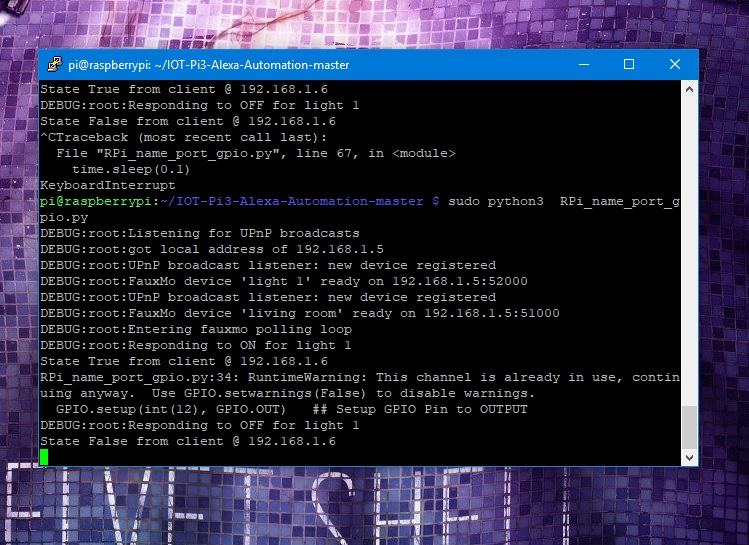 pi@raspberrypi: ~/IOT-Pi3-Alexa-Automation-master
State True from client @ 192.168.1.6
DEBUG:root:Responding to OFF for light 1
State False from client @ 192.168.1.6
^CTraceback (most recent call last):
  File "RPi_name_port_gpio.py", line 67, in <module>
    time.sleep(0.1)
KeyboardInterrupt
pi@raspberrypi:~/IOT-Pi3-Alexa-Automation-master $ sudo python3  RPi_name_port_g
pio.py
DEBUG:root:Listening for UPnP broadcasts
DEBUG:root:got local address of 192.168.1.5
DEBUG:root:UPnP broadcast listener: new device registered
DEBUG:root:FauxMo device 'light 1' ready on 192.168.1.5:52000
DEBUG:root:UPnP broadcast listener: new device registered
DEBUG:root:FauxMo device 'living room' ready on 192.168.1.5:51000
DEBUG:root:Entering fauxmo polling loop
DEBUG:root:Responding to ON for light 1
State True from client @ 192.168.1.6
RPi_name_port_gpio.py:34: RuntimeWarning: This channel is already in use, contin
uing anyway.  Use GPIO.setwarnings(False) to disable warnings.
  GPIO.setup(int(12), GPIO.OUT)   ## Setup GPIO Pin to OUTPUT
DEBUG:root:Responding to OFF for light 1
State False from client @ 192.168.1.6